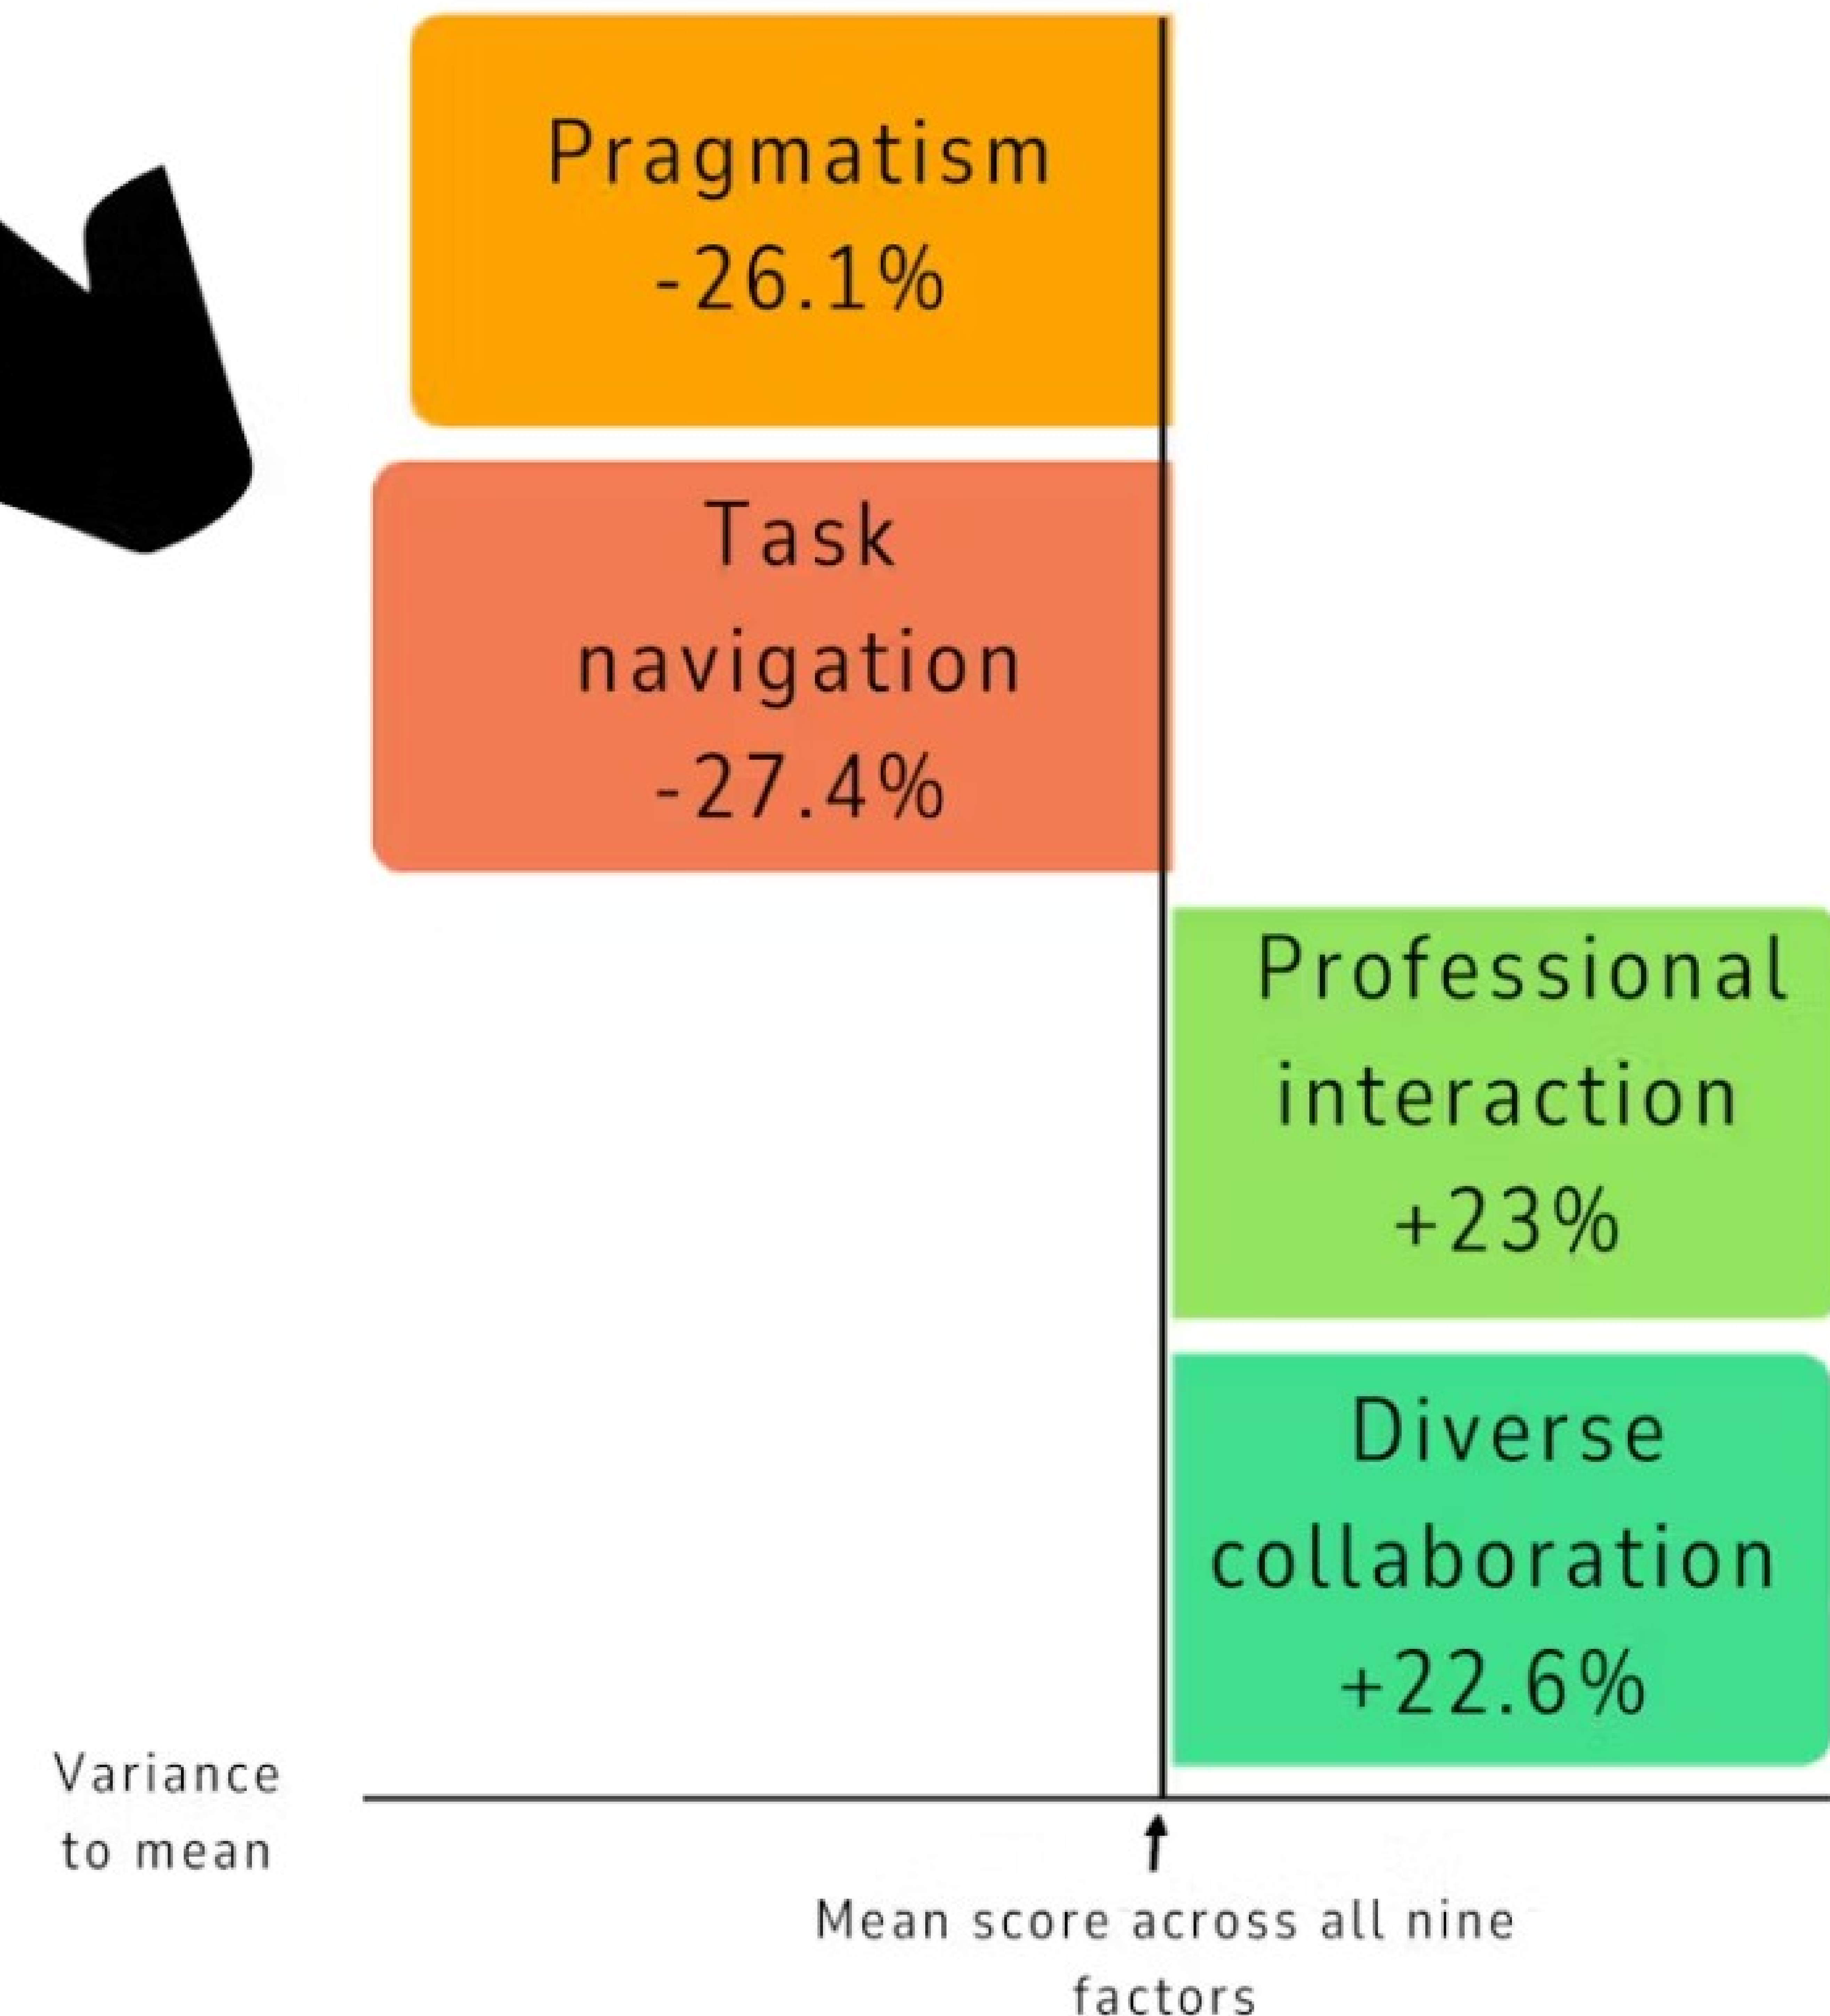 Pragmatism
-26.1%
Task
navigation
-27.4%
Professional
interaction
+23%
Diverse
collaboration
+22.6%
Variance
to mean
Mean score across all nine
factors